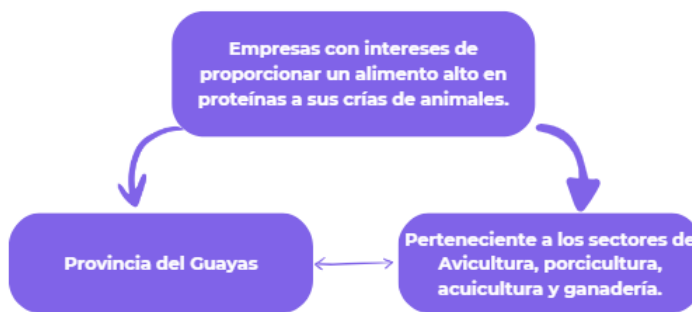 Empresas con intereses de
proporcionar un alimento alto en
proteínas a sus crías de animales.
Provincia del Guayas
Perteneciente a los sectores de
Avicultura, porcicultura,
acuicultura y ganadería.